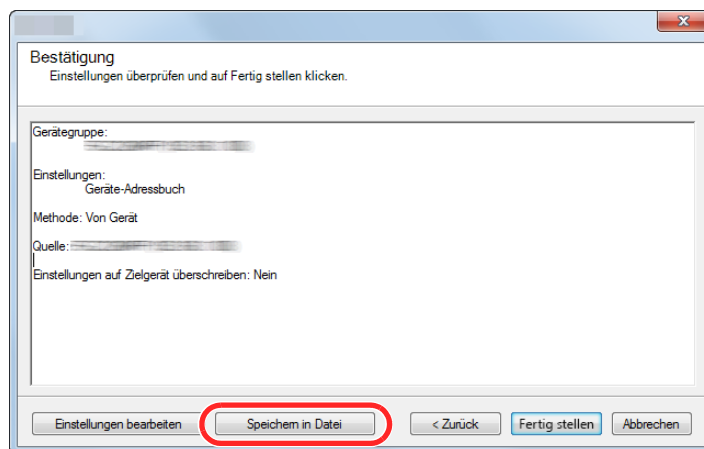 Bestätigung
Einstellungen überprüfen und auf Fertig stellen klicken.
Gerätegruppe:
Einstellungen:
Geräte-Adressbuch
Methode: Von Gerät
Quelle:
Einstellungen auf Zielgerät überschreiben: Nein
Einstellungen bearbeiten
Speichern in Datei
< Zurück
Fertig stellen
Abbrechen